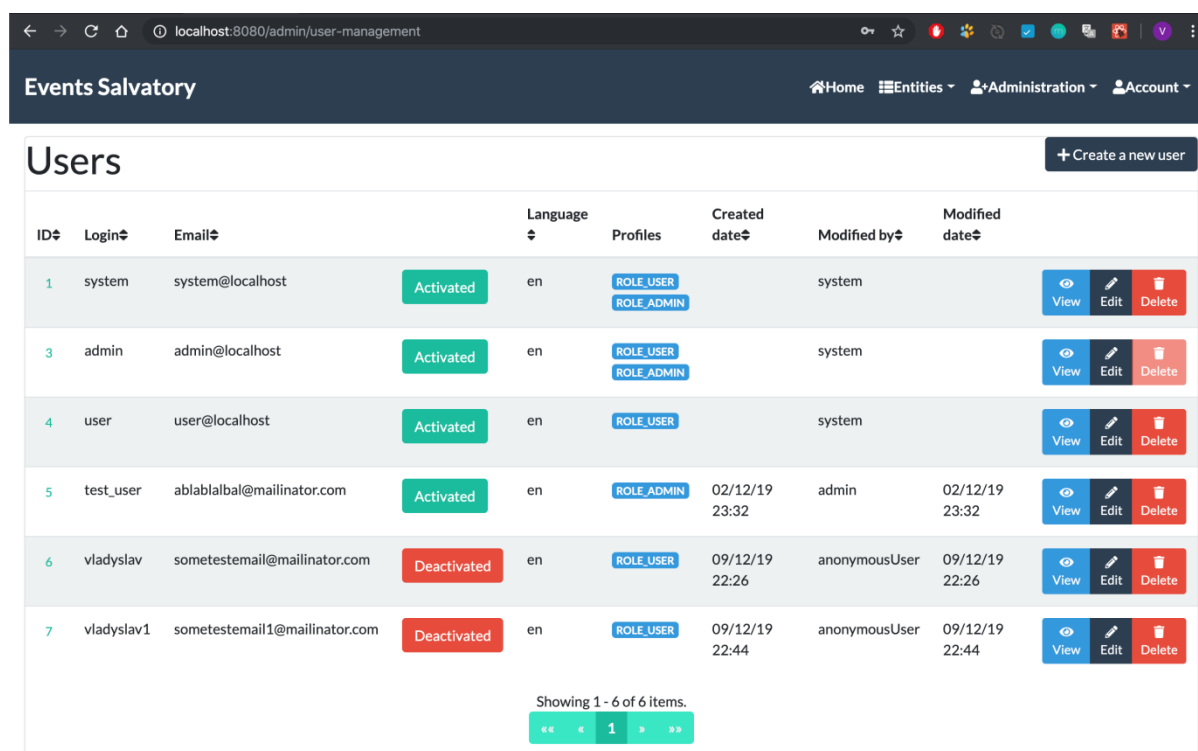 localhost:8080/admin/user-management
V
Events Salvatory
Home Entities Administration Account
Users
Create a new user
ID Login Email Language Profiles Created date Modified by Modified date
1 system system@localhost Activated en ROLE_USER ROLE_ADMIN system View Edit Delete
3 admin admin@localhost Activated en ROLE_USER ROLE_ADMIN system View Edit Delete
4 user user@localhost Activated en ROLE_USER system View Edit Delete
5 test_user ablablalbal@mailinator.com Activated en ROLE_ADMIN 02/12/19 23:32 admin 02/12/19 23:32 View Edit Delete
6 vladyslav sometestemail@mailinator.com Deactivated en ROLE_USER 09/12/19 22:26 anonymousUser 09/12/19 22:26 View Edit Delete
7 vladyslav1 sometestemail1@mailinator.com Deactivated en ROLE_USER 09/12/19 22:44 anonymousUser 09/12/19 22:44 View Edit Delete
Showing 1 - 6 of 6 items.
«« « 1 » »»